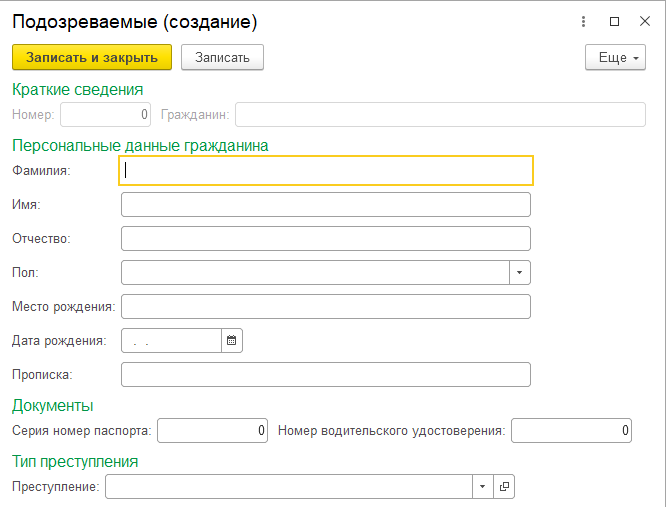 Подозреваемые (создание)
Записать и закрыть Записать Еще
Краткие сведения
Номер: 0 Гражданин:
Персональные данные гражданина
Фамилия:
Имя:
Отчество:
Пол:
Место рождения:
Дата рождения: . .
Прописка:
Документы
Серия номер паспорта: 0 Номер водительского удостоверения: 0
Тип преступления
Преступление: